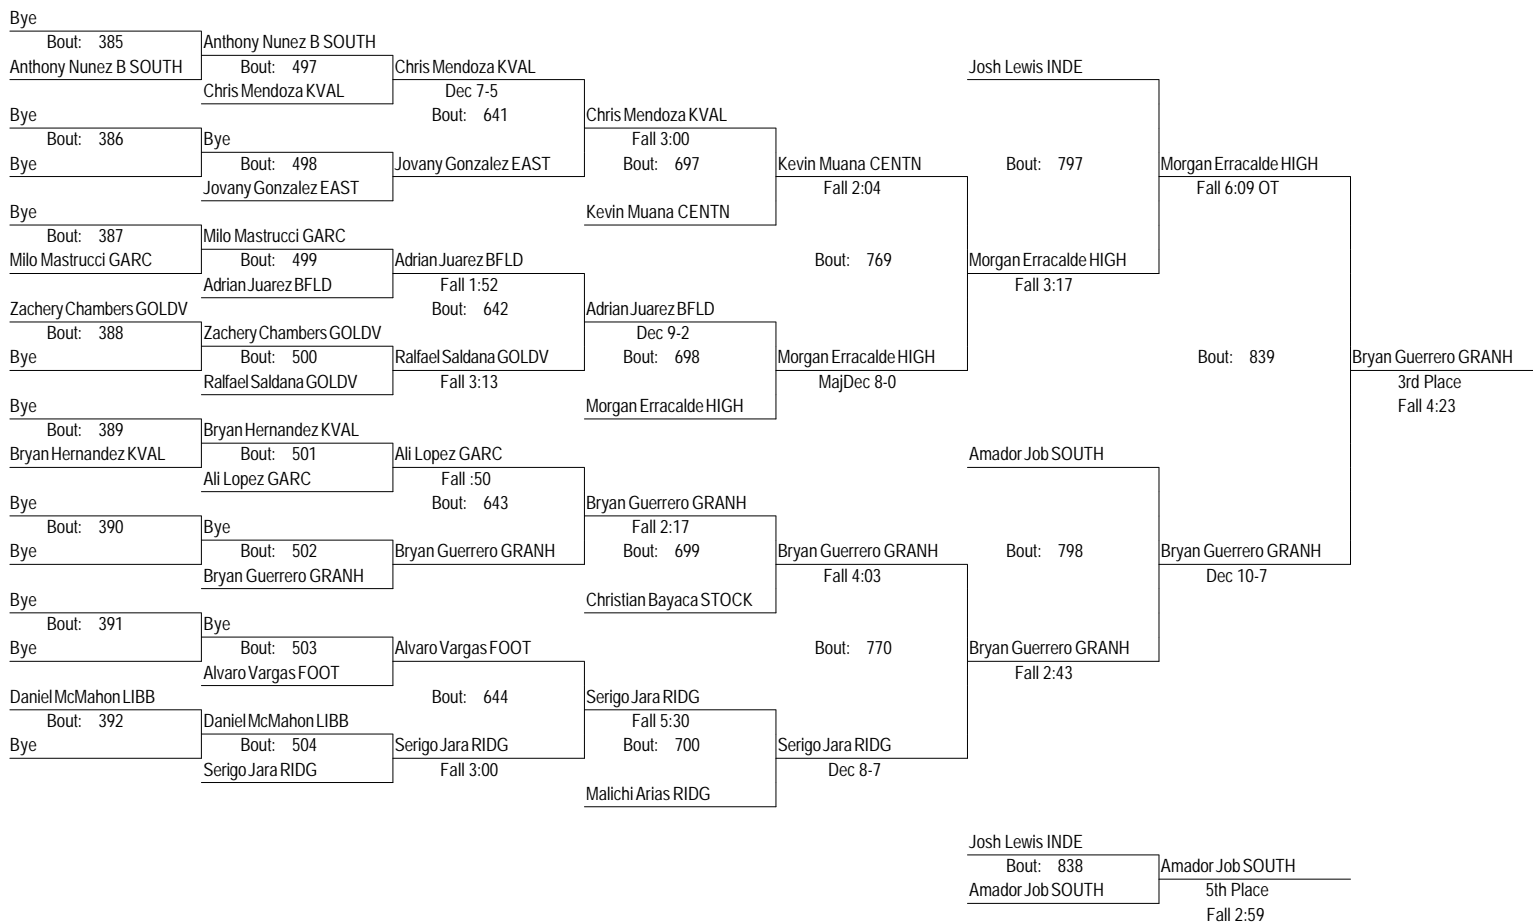 Bye
Bout: 385
Anthony Nunez B SOUTH
Bye
Bout: 386
Bye
Bye
Bout: 387
Milo Mastrucci GARC
Zachery Chambers GOLDV
Bout: 388
Bye
Bye
Bout: 389
Bryan Hernandez KVAL
Bye
Bout: 390
Bye
Bye
Bout: 391
Bye
Daniel McMahon LIBB
Bout: 392
Bye
Anthony Nunez B SOUTH
Bout: 497
Chris Mendoza KVAL
Bye
Bout: 498
Jovany Gonzalez EAST
Milo Mastrucci GARC
Bout: 499
Adrian Juarez BFLD
Zachery Chambers GOLDV
Bout: 500
Ralfael Saldana GOLDV
Bryan Hernandez KVAL
Bout: 501
Ali Lopez GARC
Bye
Bout: 502
Bryan Guerrero GRANH
Bye
Bout: 503
Alvaro Vargas FOOT
Daniel McMahon LIBB
Bout: 504
Serigo Jara RIDG
Chris Mendoza KVAL
Dec 7-5
Bout: 641
Jovany Gonzalez EAST
Adrian Juarez BFLD
Fall 1:52
Bout: 642
Ralfael Saldana GOLDV
Fall 3:13
Ali Lopez GARC
Fall :50
Bout: 643
Bryan Guerrero GRANH
Alvaro Vargas FOOT
Bout: 644
Serigo Jara RIDG
Fall 3:00
Chris Mendoza KVAL
Fall 3:00
Bout: 697
Kevin Muana CENTN
Adrian Juarez BFLD
Dec 9-2
Bout: 698
Morgan Erracalde HIGH
Bryan Guerrero GRANH
Fall 2:17
Bout: 699
Christian Bayaca STOCK
Serigo Jara RIDG
Fall 5:30
Bout: 700
Malichi Arias RIDG
Kevin Muana CENTN
Fall 2:04
Bout: 769
Morgan Erracalde HIGH
MajDec 8-0
Bryan Guerrero GRANH
Fall 4:03
Bout: 770
Serigo Jara RIDG
Dec 8-7
Josh Lewis INDE
Bout: 797
Morgan Erracalde HIGH
Fall 3:17
Amador Job SOUTH
Bout: 798
Bryan Guerrero GRANH
Fall 2:43
Morgan Erracalde HIGH
Fall 6:09 OT
Bout: 839
Bryan Guerrero GRANH
Dec 10-7
Bryan Guerrero GRANH
3rd Place
Fall 4:23
Josh Lewis INDE
Bout: 838
Amador Job SOUTH
Amador Job SOUTH
5th Place
Fall 2:59